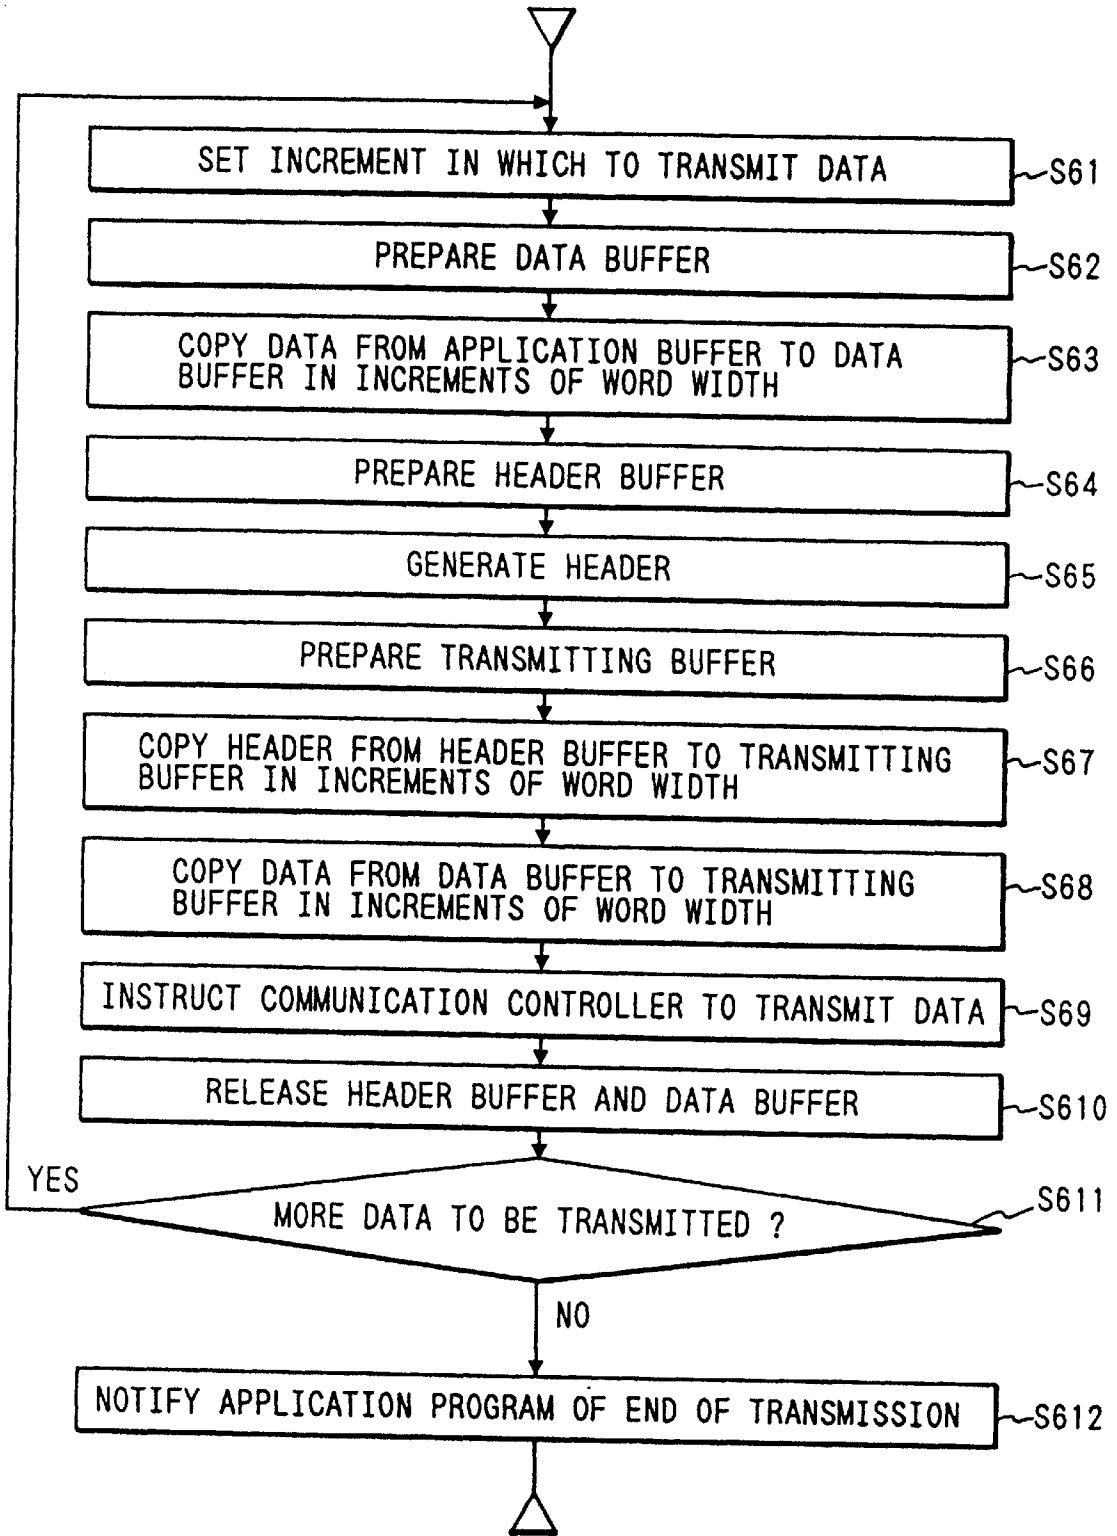 SET INCREMENT IN WHICH TO TRANSMIT DATA
S61
PREPARE DATA BUFFER
S62
COPY DATA FROM APPLICATION BUFFER TO DATA
BUFFER IN INCREMENTS OF WORD WIDTH
S63
PREPARE HEADER BUFFER
S64
GENERATE HEADER
S65
PREPARE TRANSMITTING BUFFER
S66
COPY HEADER FROM HEADER BUFFER TO TRANSMITTING
BUFFER IN INCREMENTS OF WORD WIDTH
S67
COPY DATA FROM DATA BUFFER TO TRANSMITTING
BUFFER IN INCREMENTS OF WORD WIDTH
S68
INSTRUCT COMMUNICATION CONTROLLER TO TRANSMIT DATA
S69
RELEASE HEADER BUFFER AND DATA BUFFER
S610
YES
MORE DATA TO BE TRANSMITTED ?
S611
NO
NOTIFY APPLICATION PROGRAM OF END OF TRANSMISSION
S612